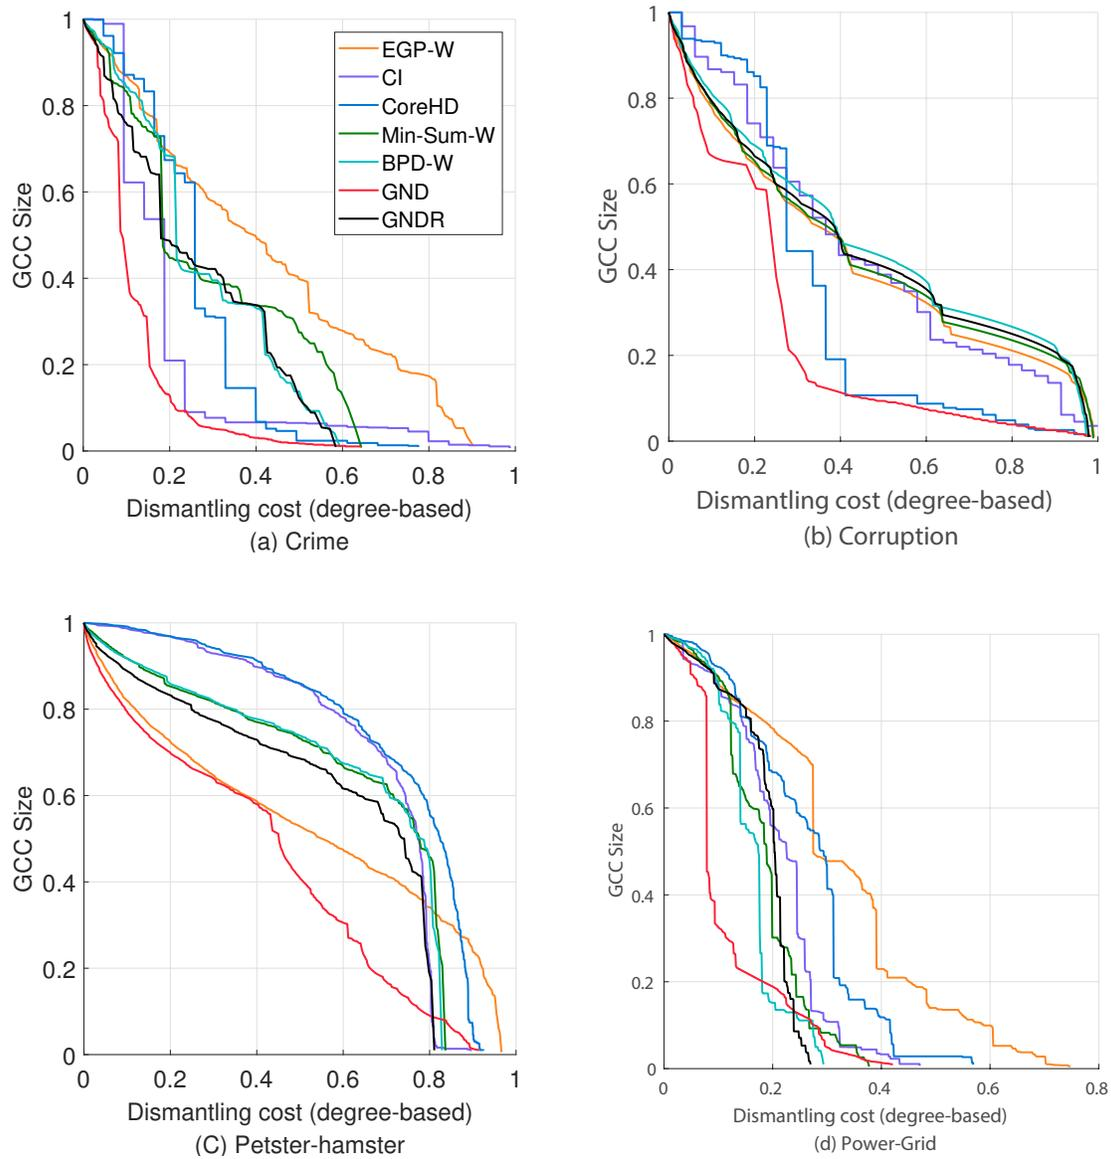 1
0.8
0.6
0.4
0.2
0
GCC Size
EGP-W
CI
CoreHD
Min-Sum-W
BPD-W
GND
GNDR
0 0.2 0.4 0.6 0.8 1
Dismantling cost (degree-based)
(a) Crime
1
0.8
0.6
0.4
0.2
0
GCC Size
0 0.2 0.4 0.6 0.8 1
Dismantling cost (degree-based)
(b) Corruption
1
0.8
0.6
0.4
0.2
0
GCC Size
0 0.2 0.4 0.6 0.8 1
Dismantling cost (degree-based)
(C) Petster-hamster
1
0.8
0.6
0.4
0.2
0
GCC Size
0 0.2 0.4 0.6 0.8
Dismantling cost (degree-based)
(d) Power-Grid